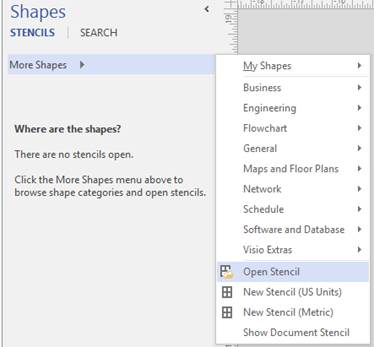 Shapes
STENCILS | SEARCH
More Shapes
Where are the shapes?
There are no stencils open.
Click the More Shapes menu above to
browse shape categories and open stencils.
My Shapes
Business
Engineering
Flowchart
General
Maps and Floor Plans
Network
Schedule
Software and Database
Visio Extras
Open Stencil
New Stencil (US Units)
New Stencil (Metric)
Show Document Stencil